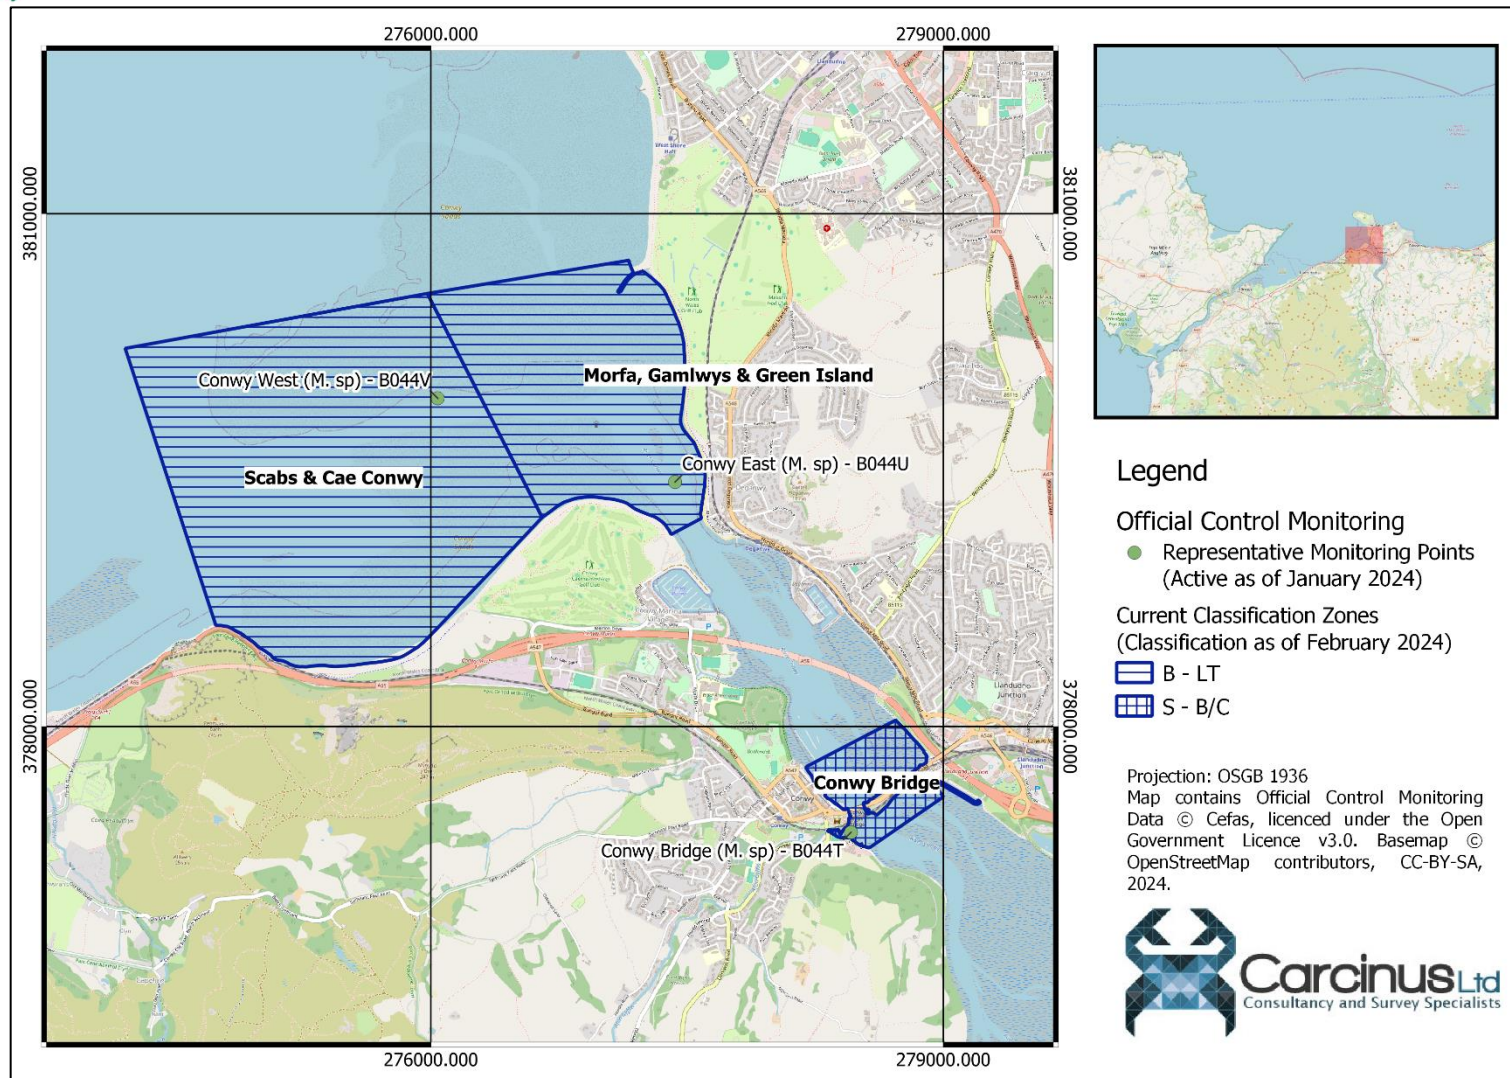 276000.000
279000.000
381000.000
381000.000
Conwy West (M. sp) - B044V
Morfa, Gamlwys & Green Island
Scabs & Cae Conwy
Conwy East (M. sp) - B044U
378000.000
378000.000
Conwy Bridge
Conwy Bridge (M. sp) - B044T
276000.000
279000.000
Legend
Official Control Monitoring
Representative Monitoring Points
(Active as of January 2024)
Current Classification Zones
(Classification as of February 2024)
B - LT
S - B/C
Projection: OSGB 1936
Map contains Official Control Monitoring
Data © Cefas, licenced under the Open
Government Licence v3.0. Basemap ©
OpenStreetMap contributors, CC-BY-SA,
2024.
Carcinus Ltd
Consultancy and Survey Specialists